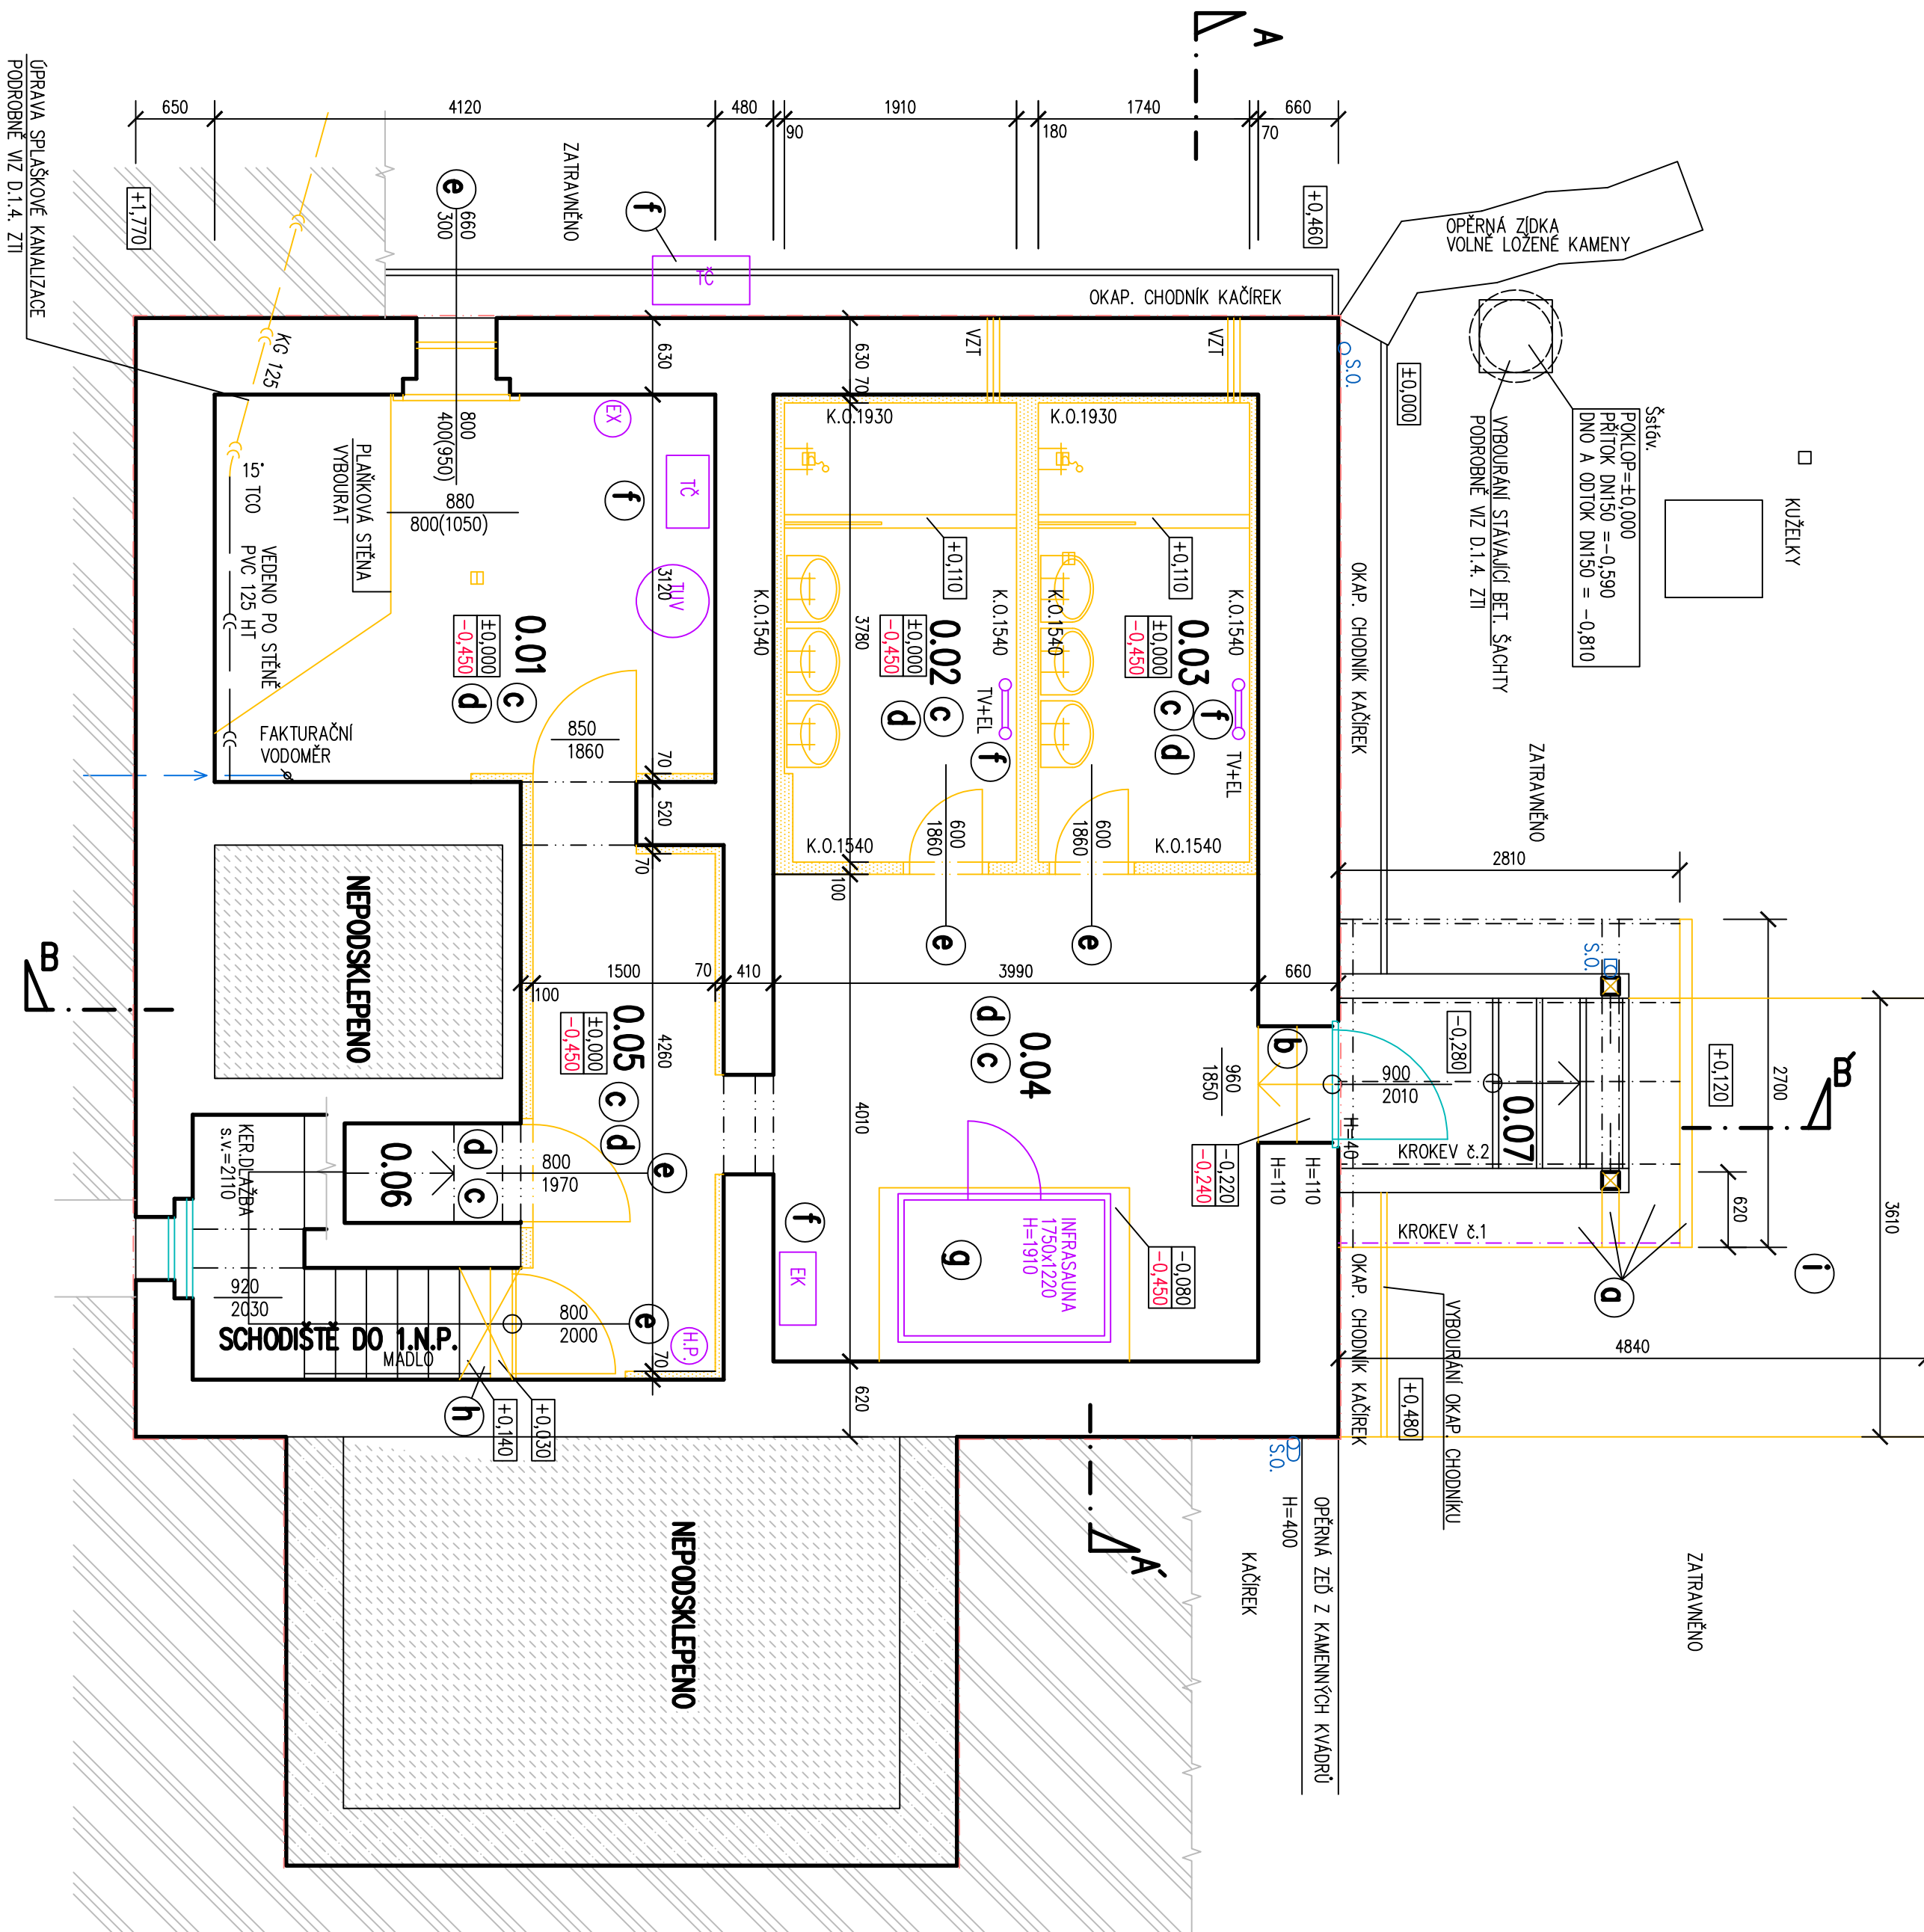 A
650
4120
480
90
1910
180
1740
70
660
ÚPRAVA SPLAŠKOVÉ KANALIZACE
PODROBNĚ VIZ D.1.4. ZTI
+1,770
e
660
300
ZATRAVNĚNO
f
TČ
+0,460
OPĚRNÁ ZÍDKA
VOLNĚ LOŽENÉ KAMENY
OKAP. CHODNÍK KAČÍREK
KG 125
630
630
70
VZT
VZT
S.O.
±0,000
Šstáv.
POKLOP=±0,000
PŘÍTOK DN150 =-0,590
DNO A ODTOK DN150 = -0,810
VYBOURÁNÍ STÁVAJÍCÍ BET. ŠACHTY
PODROBNĚ VIZ D.1.4. ZTI
KUŽELKY
800
400(950)
880
800(1050)
PLAŇKOVÁ STĚNA
VYBOURAT
15° TCO
VEDENO PO STĚNĚ
PVC 125 HT
FAKTURAČNÍ
VODOMĚR
EX
TČ
f
TUV
3120
0.01
±0,000
-0,450
c
d
850
1860
70
520
70
K.O.1930
K.O.1930
+0,110
+0,110
K.O.1540
3780
K.O.1540
K.O.1540
K.O.1540
0.02
±0,000
-0,450
c
d
TV+EL
f
0.03
±0,000
-0,450
f
c
d
TV+EL
K.O.1540
K.O.1540
600
1860
600
1860
100
e
e
OKAP. CHODNÍK KAČÍREK
ZATRAVNĚNO
2810
S.O.
2700
3610
620
4840
+0,120
-0,280
B´
B
NEPODSKLEPENO
1500
100
70
410
3990
660
0.05
±0,000
-0,450
c
d
4260
4010
0.04
d
c
b
960
1850
900
2010
H=40
H=110
H=110
-0,220
-0,240
0.07
KROKEV č.2
KROKEV č.1
a
i
-0,080
-0,450
INFRASAUNA
1750x1220
H=1910
g
f
EK
H.P.
0.06
d
c
800
1970
e
800
2000
e
70
620
KER.DLAŽBA
s.v.=2110
920
2030
SCHODIŠTĚ DO 1.N.P.
MADLO
h
+0,140
+0,030
OKAP. CHODNÍK KAČÍREK
+0,480
VYBOURÁNÍ OKAP. CHODNÍKU
S.O.
OPĚRNÁ ZEĎ Z KAMENNÝCH KVÁDRŮ
H=400
KAČÍREK
ZATRAVNĚNO
A´
NEPODSKLEPENO